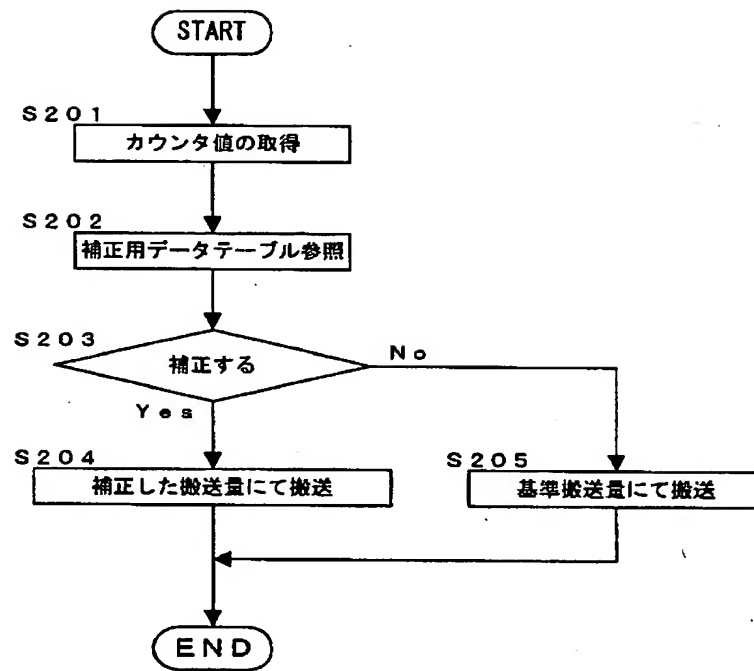 START
S201
カウンタ値の取得
S202
補正用データテーブル参照
S203
補正する
No
Yes
S204
補正した搬送量にて搬送
S205
基準搬送量にて搬送
END